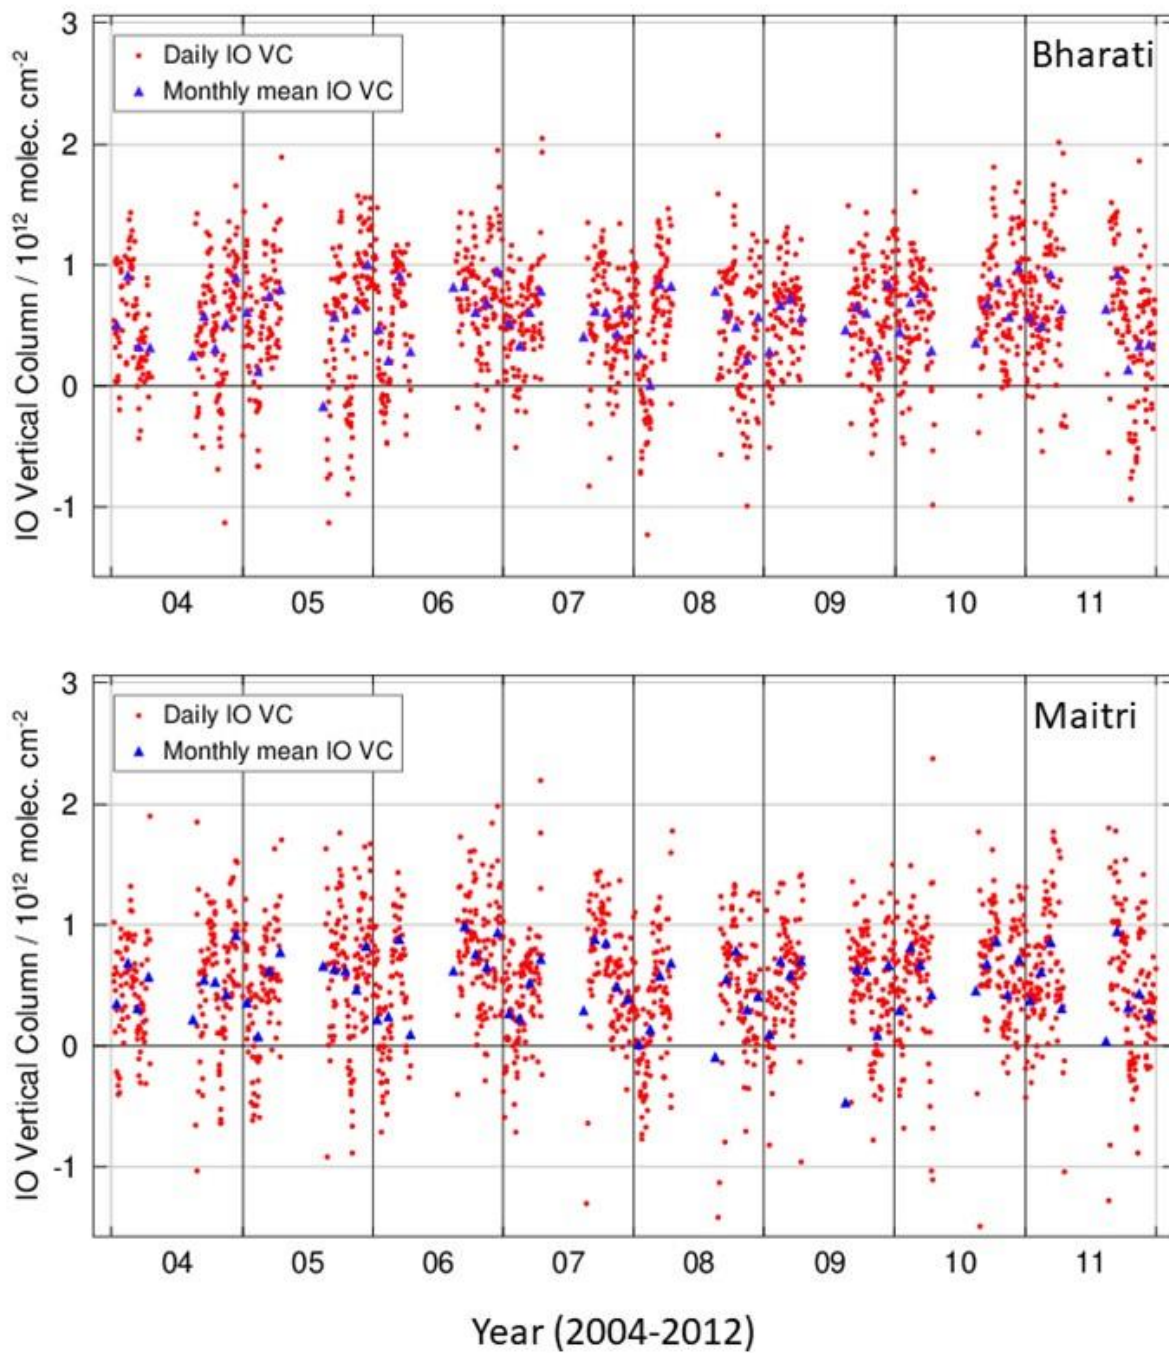 IO Vertical Column / 10¹² molec. cm⁻²
3
2
1
0
-1
Daily IO VC
Monthly mean IO VC
Bharati
04 05 06 07 08 09 10 11
IO Vertical Column / 10¹² molec. cm⁻²
3
2
1
0
-1
Daily IO VC
Monthly mean IO VC
Maitri
04 05 06 07 08 09 10 11
Year (2004-2012)